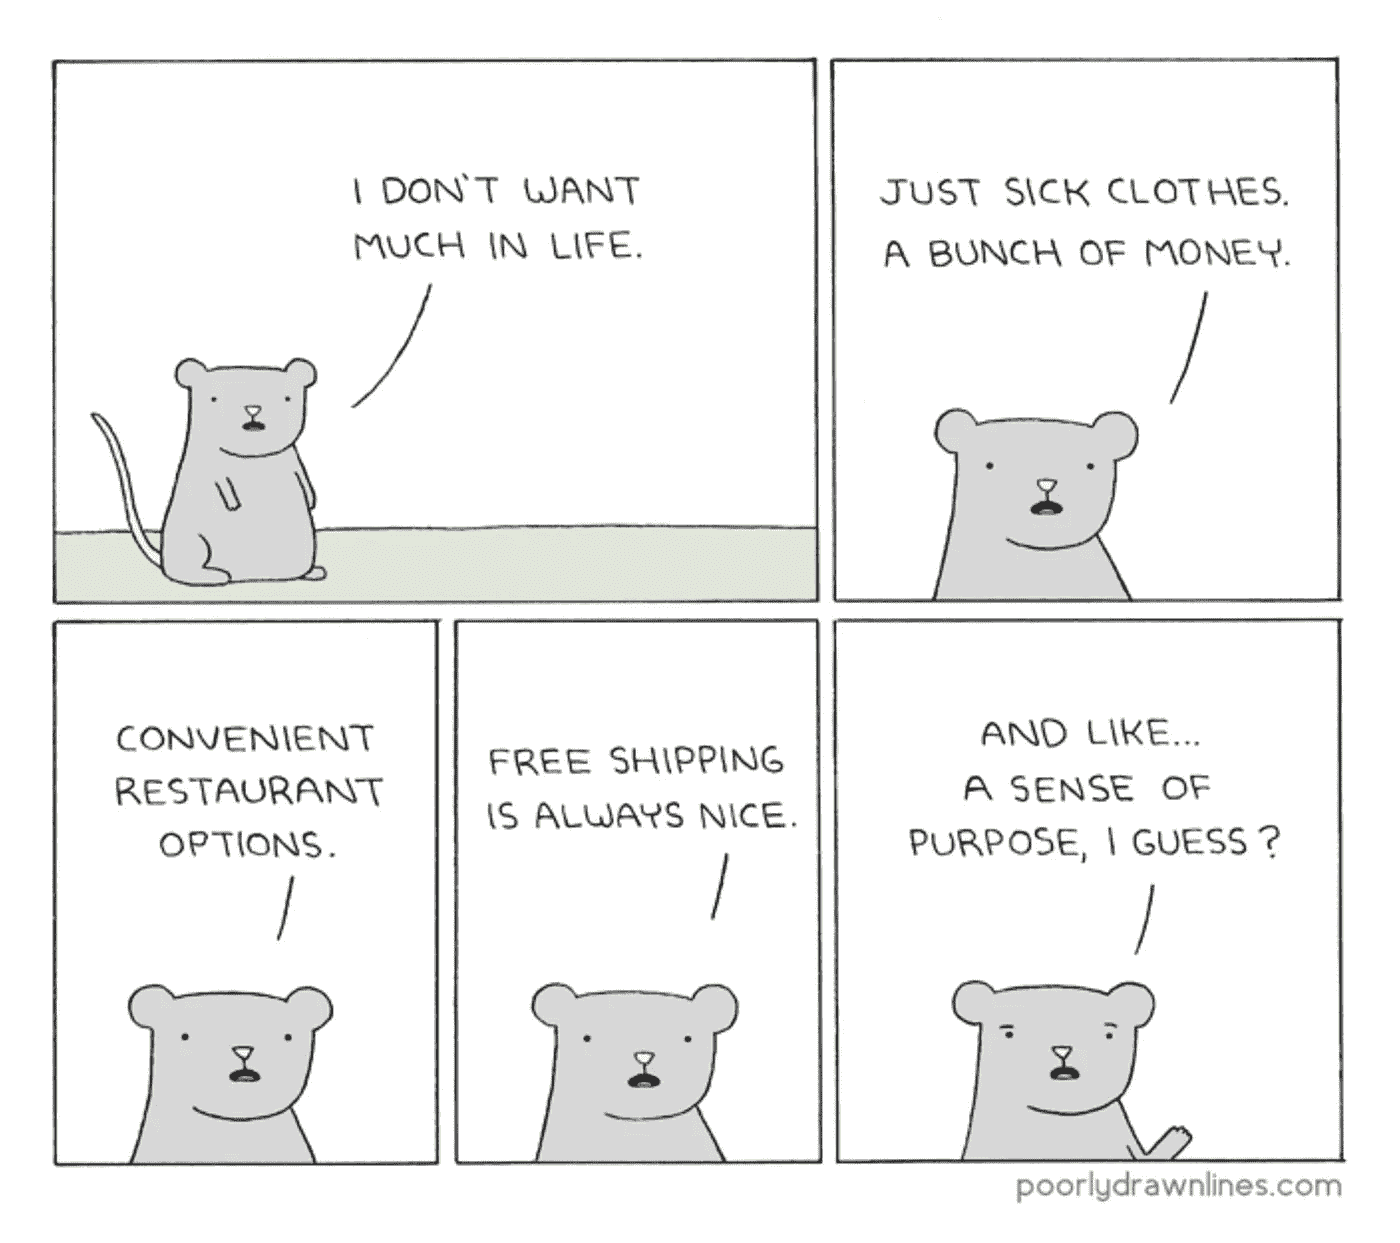 I DON'T WANT
MUCH IN LIFE.
JUST SICK CLOTHES.
A BUNCH OF MONEY.
CONVENIENT
RESTAURANT
OPTIONS.
FREE SHIPPING
IS ALWAYS NICE.
AND LIKE...
A SENSE OF
PURPOSE, I GUESS?
poorlydrawnlines.com